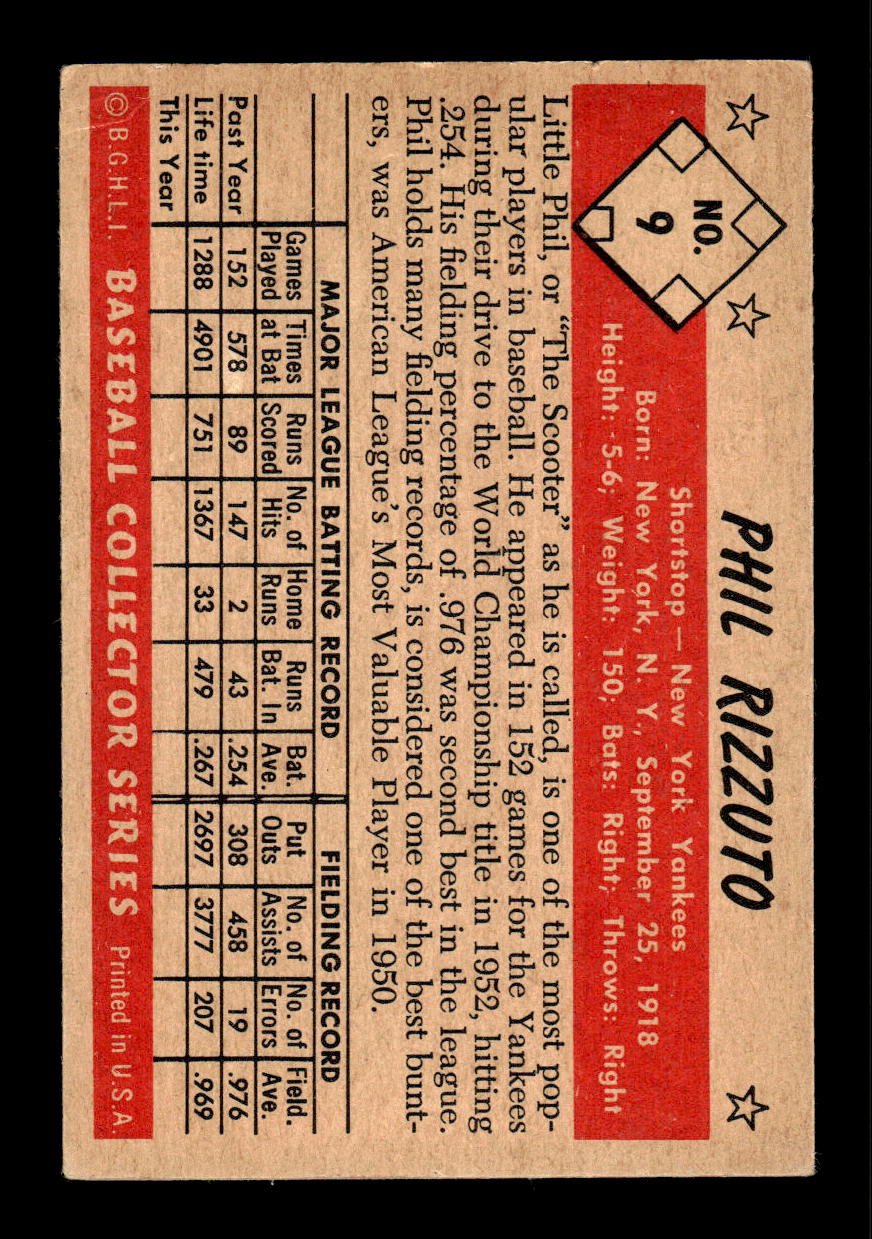 NO.
9
PHIL RIZZUTO
Shortstop — New York Yankees
Born: New York, N. Y., September 25, 1918
Height: 5-6; Weight: 150; Bats: Right; Throws: Right
Little Phil, or "The Scooter" as he is called, is one of the most pop-
ular players in baseball. He appeared in 152 games for the Yankees
during their drive to the World Championship title in 1952, hitting
.254. His fielding percentage of .976 was second best in the league.
Phil holds many fielding records, is considered one of the best bunt-
ers, was American League's Most Valuable Player in 1950.
MAJOR LEAGUE BATTING RECORD FIELDING RECORD
Games Times Runs No. of Home Runs Bat. Put No. of No. of Field.
Played at Bat Scored Hits Runs Bat. In Ave. Outs Assists Errors Ave.
Past Year 152 578 89 147 2 43 .254 308 458 19 .976
Life time 1288 4901 751 1367 33 479 .267 2697 3777 207 .969
This Year
© B.G.H.L.I. BASEBALL COLLECTOR SERIES Printed in U.S.A.